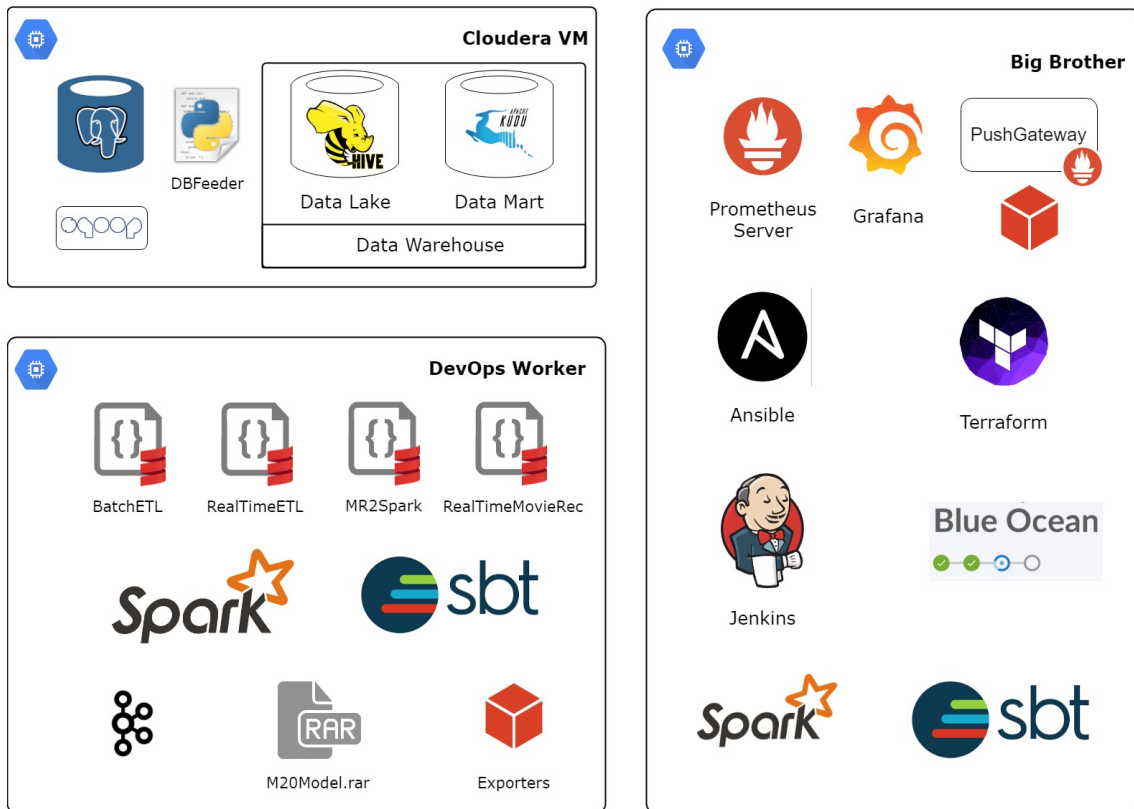 Cloudera VM
HIVE
APACHE
KUDU
DBFeeder
Data Lake
Data Mart
sqoop
Data Warehouse
DevOps Worker
BatchETL
RealTimeETL
MR2Spark
RealTimeMovieRec
Spark
sbt
RAR
M20Model.rar
Exporters
Big Brother
PushGateway
Prometheus
Server
Grafana
Ansible
Terraform
Blue Ocean
Jenkins
Spark
sbt